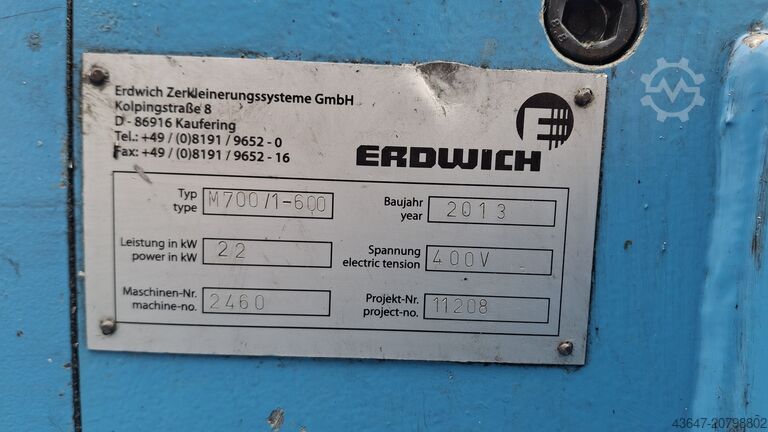 8.8
Erdwich Zerkleinerungssysteme GmbH
Kolpingstraße 8
D - 86916 Kaufering
Tel.: +49 / (0)8191 / 9652 - 0
Fax: +49 / (0)8191 / 9652 - 16
E
ERDWICH
Typ
type
M700/1-600
Baujahr
year
2013
Leistung in kW
power in kW
22
Spannung
electric tension
400V
Maschinen-Nr.
machine-no.
2460
Projekt-Nr.
project-no.
11208
43647-20798802